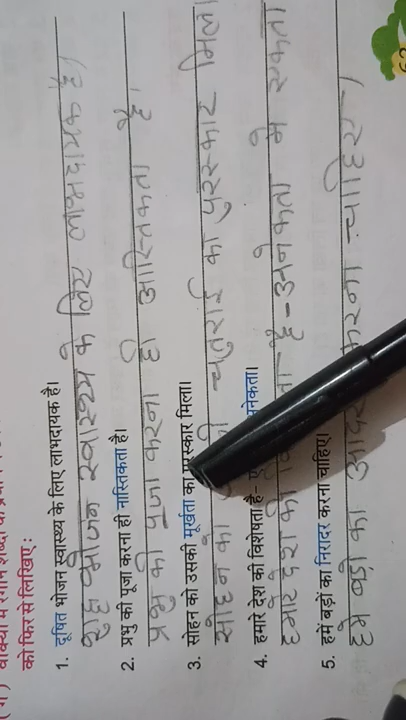 को फिर से लिखिए :
1. दूषित भोजन स्वास्थ्य के लिए लाभदायक है।
शुद्ध भोजन स्वास्थ्य के लिए लाभदायक है।
2. प्रभु की पूजा करना ही नास्तिकता है।
प्रभु की पूजा करना ही आस्तिकता है।
3. सोहन को उसकी मूर्खता का पुरस्कार मिला।
सोहन को चतुराई का पुरस्कार मिला।
4. हमारे देश की विशेषता है–
हमारे देश की है - अनेकता मे एकता
5. हमें बड़ों का निरादर करना चाहिए।
हमे बड़ो का आदर करना चाहिए।
63